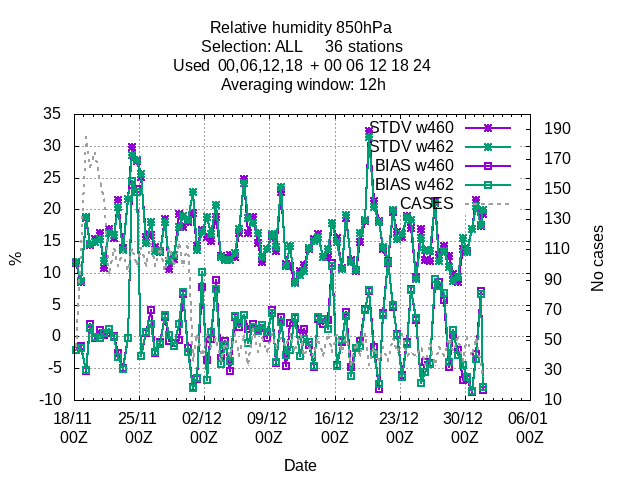 Relative humidity 850hPa
Selection: ALL 36 stations
Used 00,06,12,18 + 00 06 12 18 24
Averaging window: 12h
35
30
25
20
15
10
5
0
-5
-10
%
STDV w460
STDV w462
BIAS w460
BIAS w462
CASES
190
170
150
130
110
90
70
50
30
10
No cases
18/11 25/11 02/12 09/12 16/12 23/12 30/12 06/01
00Z 00Z 00Z 00Z 00Z 00Z 00Z 00Z
Date